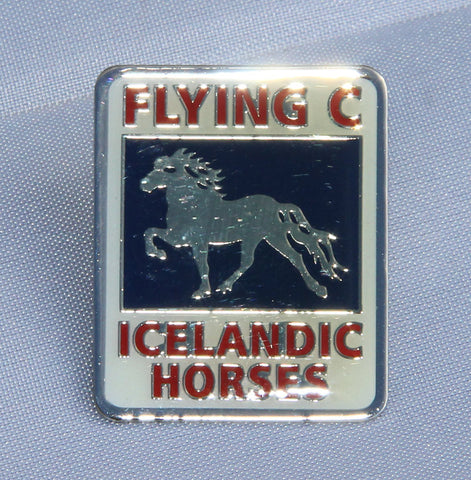 FLYING C
ICELANDIC
HORSES